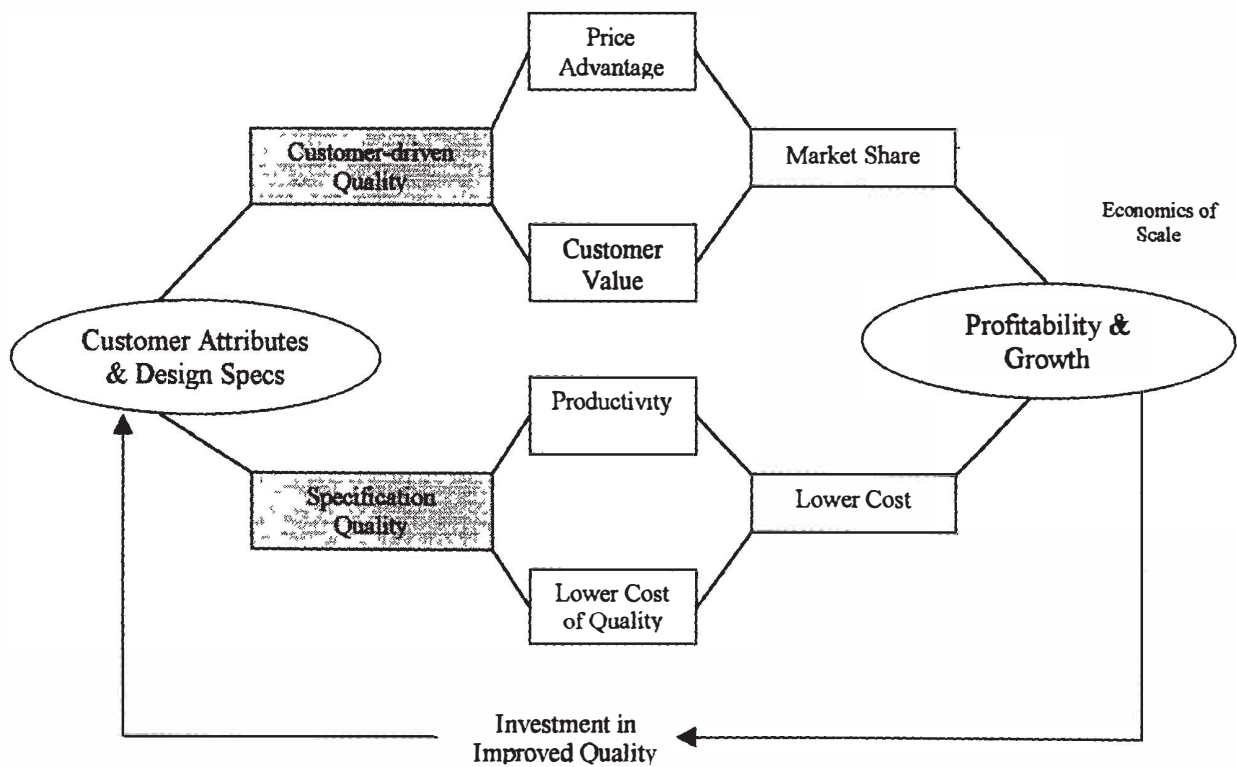 Price
Advantage
Customer-driven
Quality
Market Share
Economics of
Scale
Customer
Value
Customer Attributes
& Design Specs
Profitability &
Growth
Productivity
Specification
Quality
Lower Cost
Lower Cost
of Quality
Investment in
Improved Quality